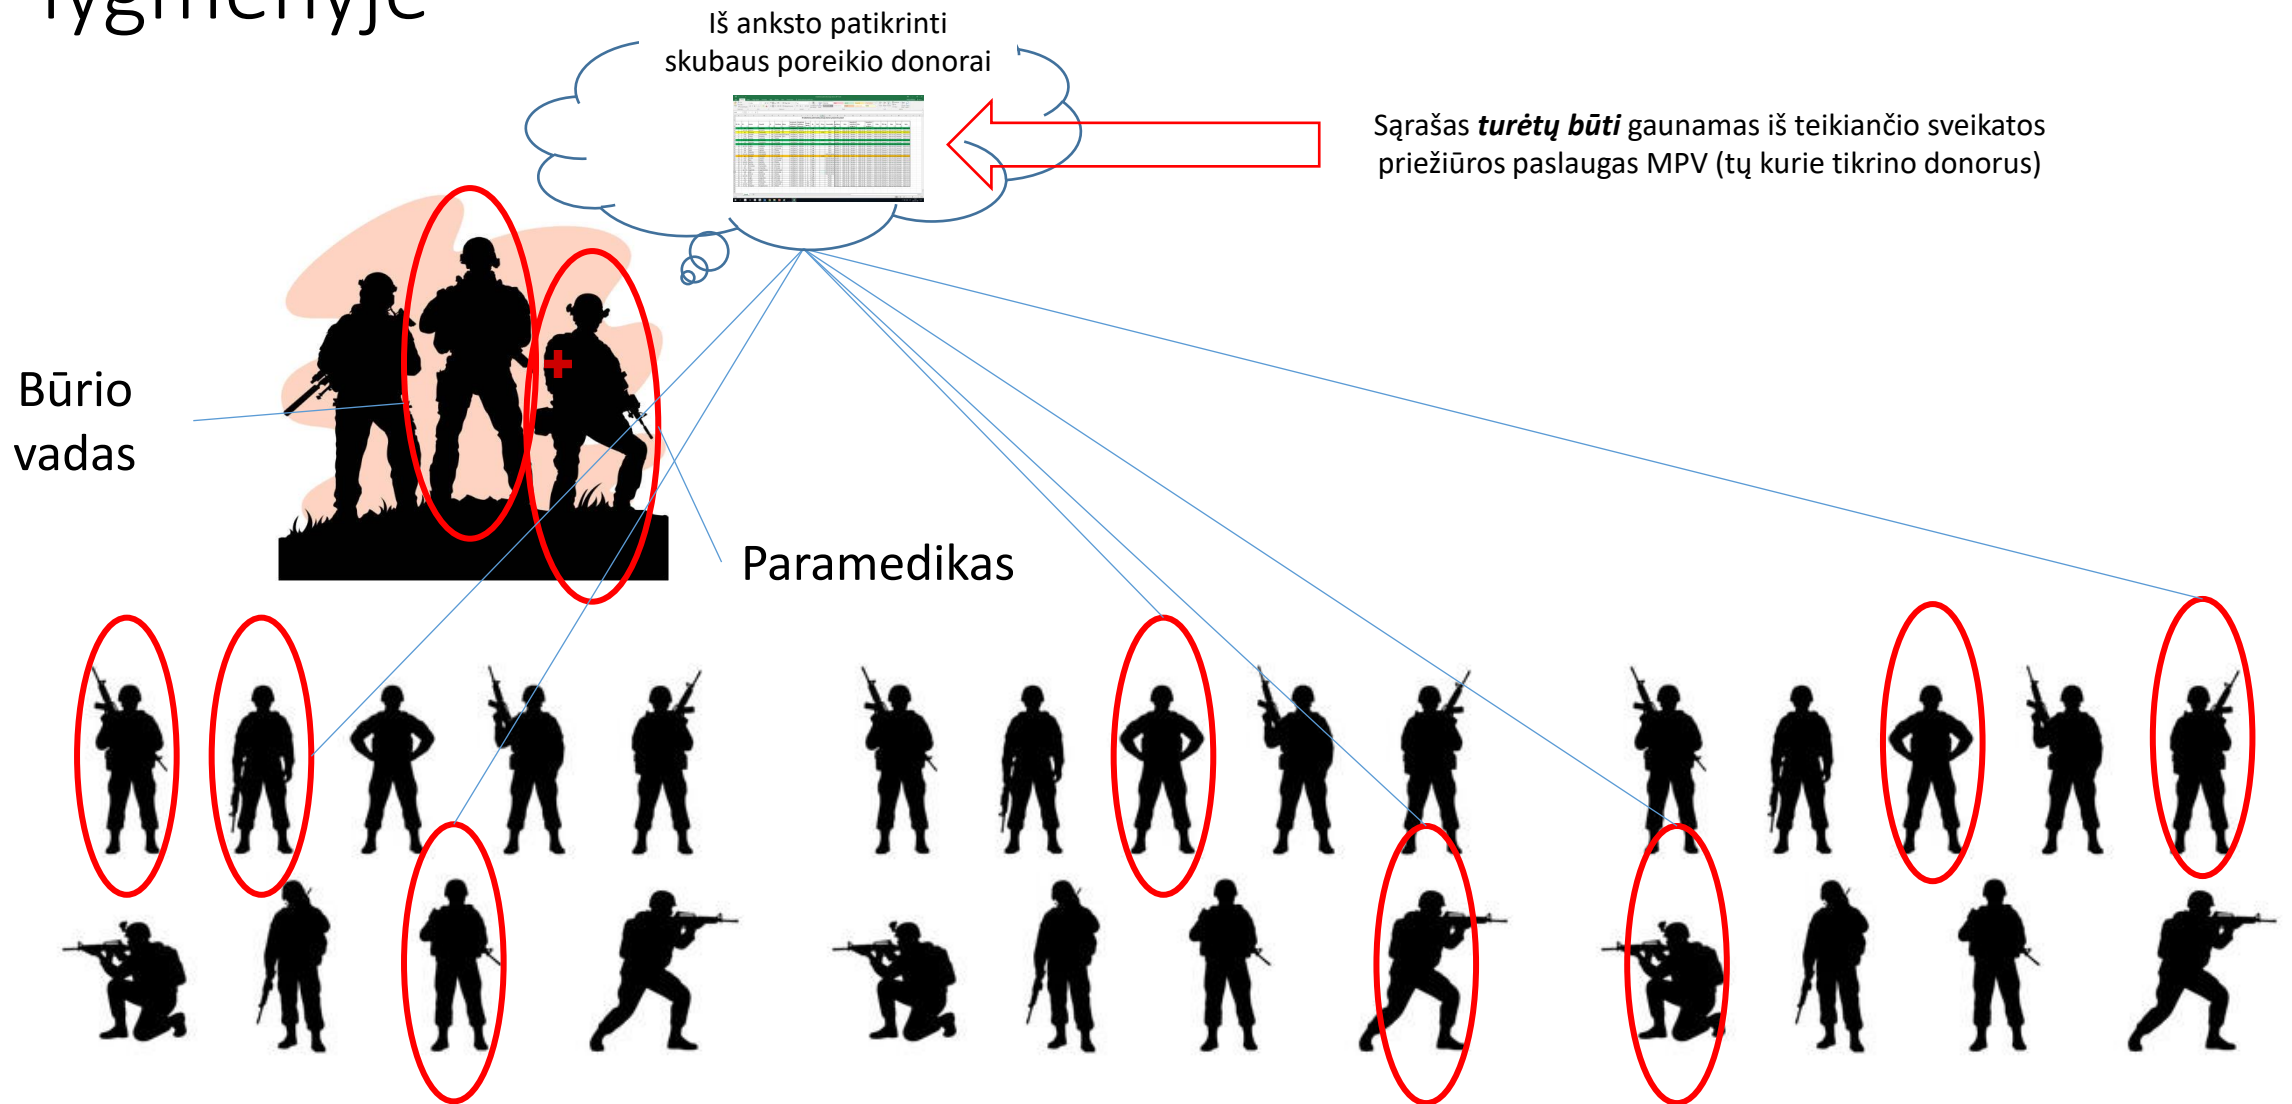 lygmenyje
Iš anksto patikrinti
skubaus poreikio donorai
Sąrašas turėtų būti gaunamas iš teikiančio sveikatos
priežiūros paslaugas MPV (tų kurie tikrino donorus)
Būrio
vadas
Paramedikas